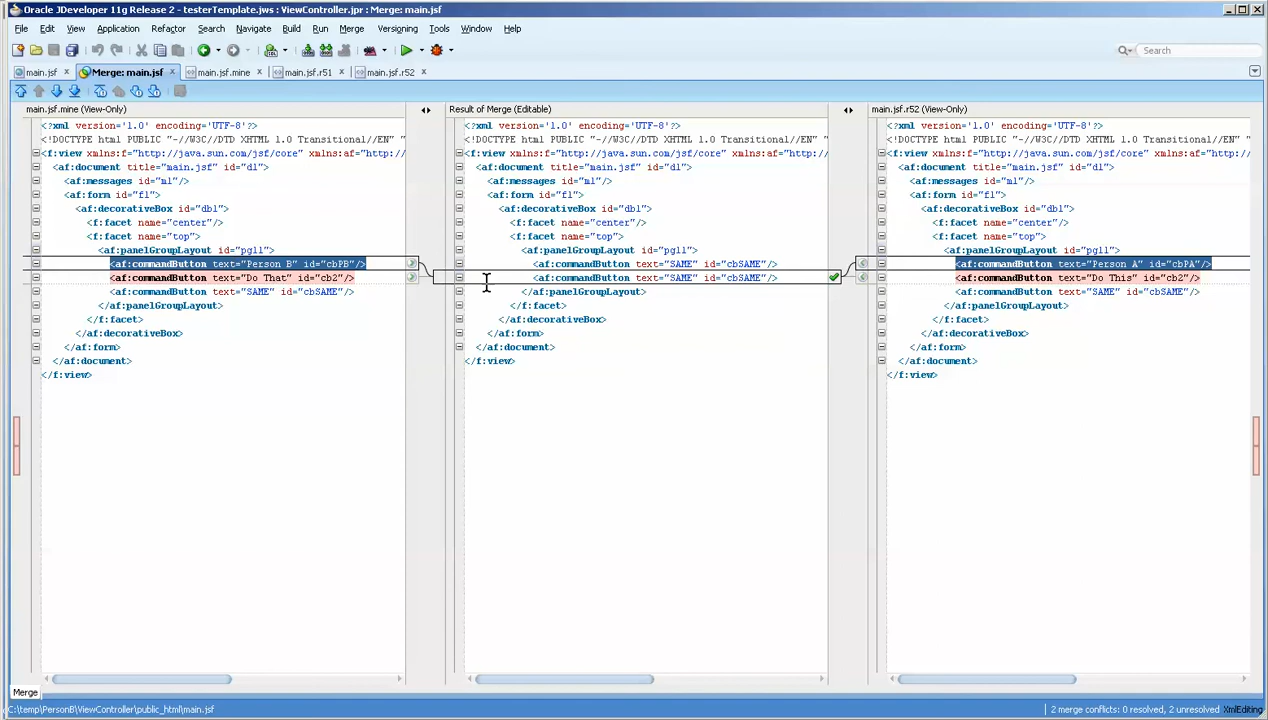 Oracle JDeveloper 11g Release 2 - testerTemplate.jws : ViewController.jpr : Merge: main.jsf
File Edit View Application Refactor Search Navigate Build Run Merge Versioning Tools Window Help
Search
main.jsf Merge: main.jsf main.jsf.mine main.jsf.r51 main.jsf.r52
main.jsf.mine (View-Only)
<?xml version='1.0' encoding='UTF-8'?>
<!DOCTYPE html PUBLIC "-//W3C//DTD XHTML 1.0 Transitional//EN" "
<f:view xmlns:f="http://java.sun.com/jsf/core" xmlns:af="http:/
<af:document title="main.jsf" id="d1">
<af:messages id="m1"/>
<af:form id="f1">
<af:decorativeBox id="db1">
<f:facet name="center"/>
<f:facet name="top">
<af:panelGroupLayout id="pgl1">
<af:commandButton text="Person B" id="cbPB"/>
<af:commandButton text="Do That" id="cb2"/>
<af:commandButton text="SAME" id="cbSAME"/>
</af:panelGroupLayout>
</f:facet>
</af:decorativeBox>
</af:form>
</af:document>
</f:view>
Result of Merge (Editable)
<?xml version='1.0' encoding='UTF-8'?>
<!DOCTYPE html PUBLIC "-//W3C//DTD XHTML 1.0 Transitional//EN" "
<f:view xmlns:f="http://java.sun.com/jsf/core" xmlns:af="http:/
<af:document title="main.jsf" id="d1">
<af:messages id="m1"/>
<af:form id="f1">
<af:decorativeBox id="db1">
<f:facet name="center"/>
<f:facet name="top">
<af:panelGroupLayout id="pgl1">
<af:commandButton text="SAME" id="cbSAME"/>
<af:commandButton text="SAME" id="cbSAME"/>
</af:panelGroupLayout>
</f:facet>
</af:decorativeBox>
</af:form>
</af:document>
</f:view>
main.jsf.r52 (View-Only)
<?xml version='1.0' encoding='UTF-8'?>
<!DOCTYPE html PUBLIC "-//W3C//DTD XHTML 1.0 Transitional//EN"
<f:view xmlns:f="http://java.sun.com/jsf/core" xmlns:af="http:
<af:document title="main.jsf" id="d1">
<af:messages id="m1"/>
<af:form id="f1">
<af:decorativeBox id="db1">
<f:facet name="center"/>
<f:facet name="top">
<af:panelGroupLayout id="pgl1">
<af:commandButton text="Person A" id="cbPA"/>
<af:commandButton text="Do This" id="cb2"/>
<af:commandButton text="SAME" id="cbSAME"/>
</af:panelGroupLayout>
</f:facet>
</af:decorativeBox>
</af:form>
</af:document>
</f:view>
Merge
C:\temp\PersonB\ViewController\public_html\main.jsf
2 merge conflicts: 0 resolved, 2 unresolved XmlEditing